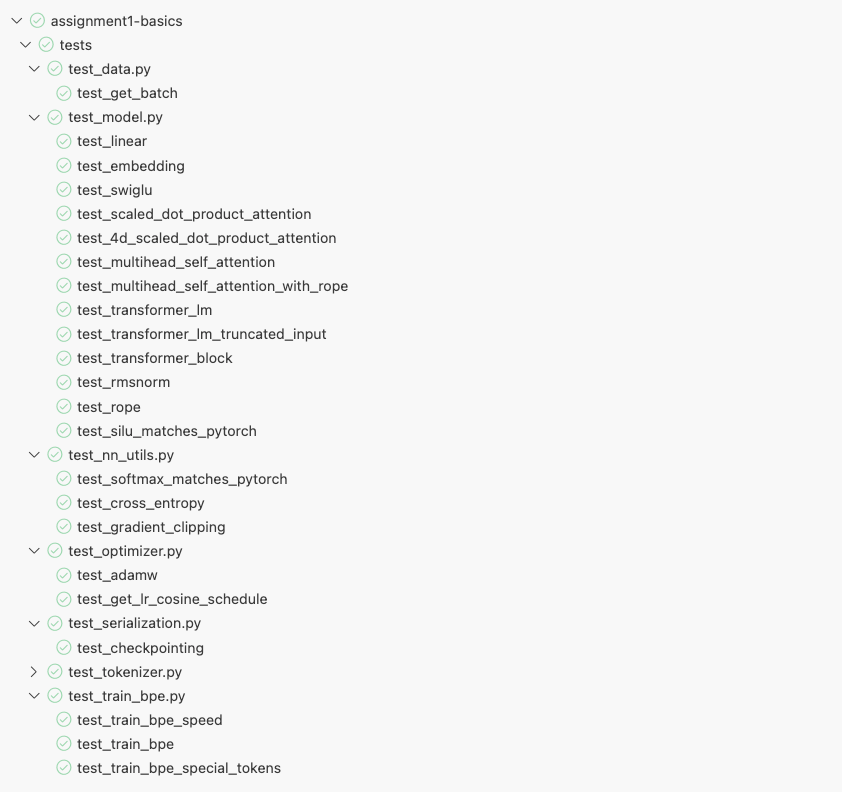 assignment1-basics
tests
test_data.py
test_get_batch
test_model.py
test_linear
test_embedding
test_swiglu
test_scaled_dot_product_attention
test_4d_scaled_dot_product_attention
test_multihead_self_attention
test_multihead_self_attention_with_rope
test_transformer_lm
test_transformer_lm_truncated_input
test_transformer_block
test_rmsnorm
test_rope
test_silu_matches_pytorch
test_nn_utils.py
test_softmax_matches_pytorch
test_cross_entropy
test_gradient_clipping
test_optimizer.py
test_adamw
test_get_lr_cosine_schedule
test_serialization.py
test_checkpointing
test_tokenizer.py
test_train_bpe.py
test_train_bpe_speed
test_train_bpe
test_train_bpe_special_tokens